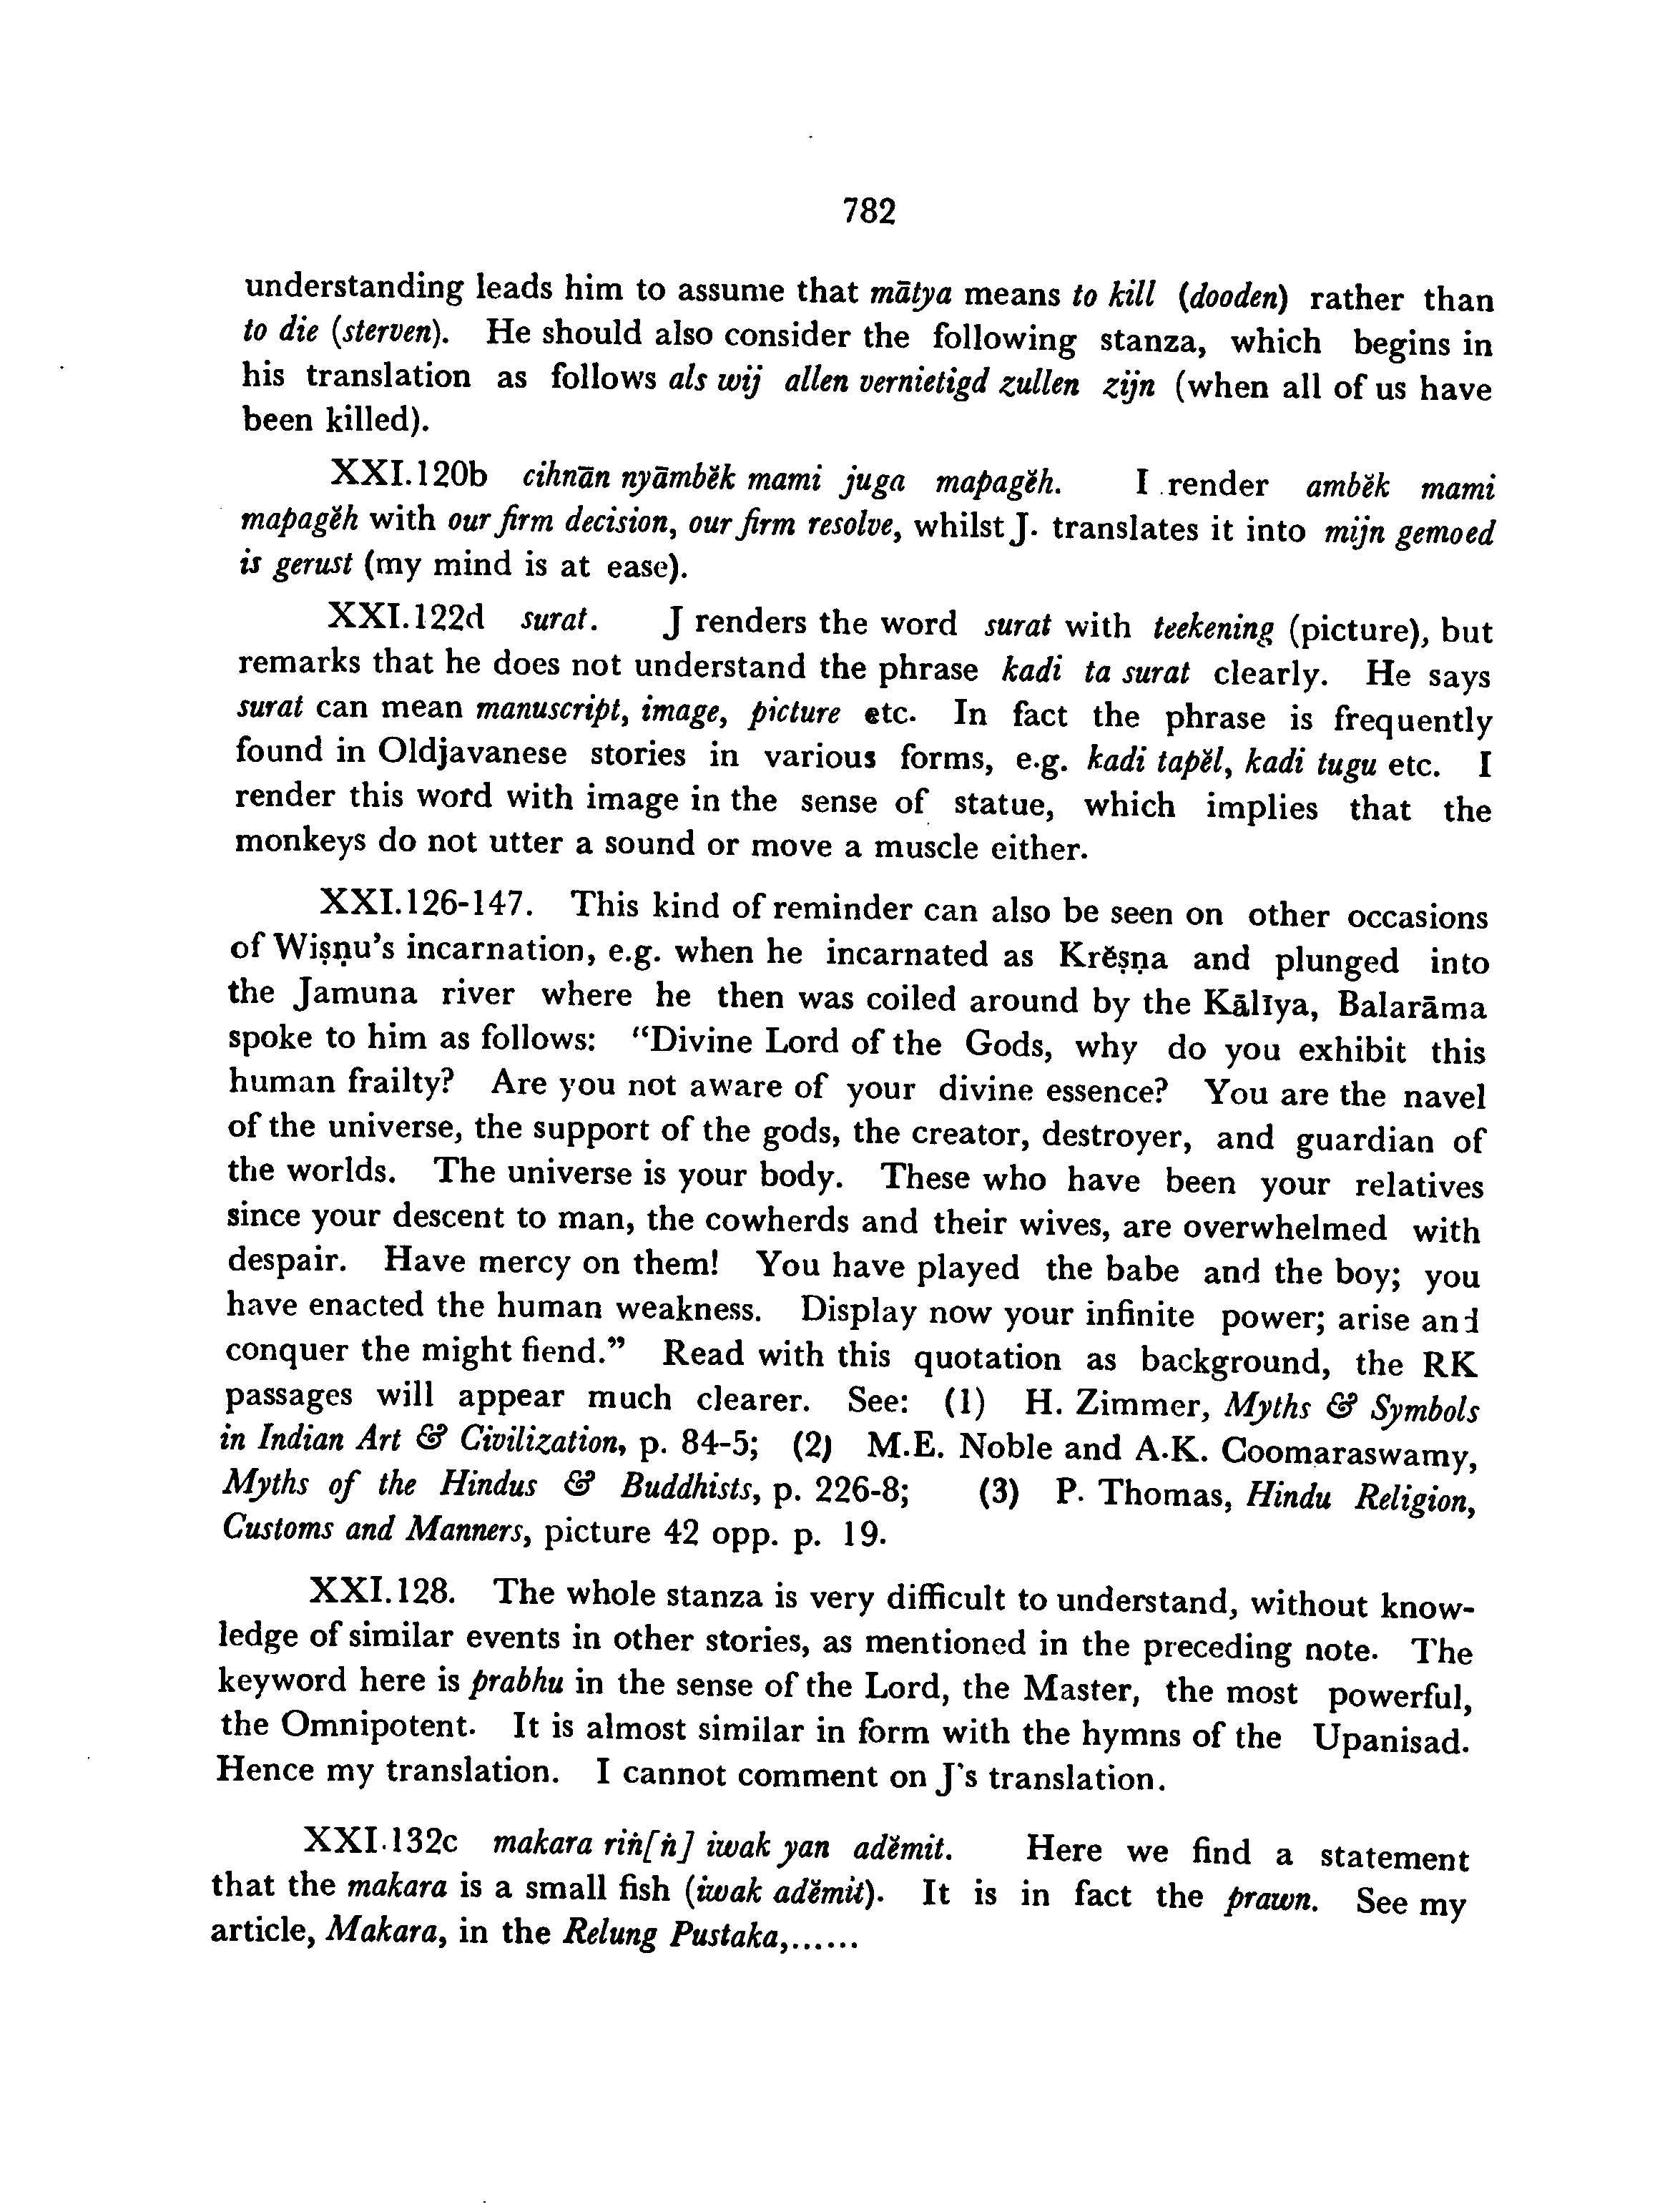 782
understanding leads him to assume that mātya means to kill (dooden) rather than
to die (sterven). He should also consider the following stanza, which begins in
his translation as follows als wij allen vernietigd zullen zijn (when all of us have
been killed).
XXI.120b cihnān nyāmbĕk mami juga mapagĕh. I render ambĕk mami
mapagĕh with our firm decision, our firm resolve, whilst J. translates it into mijn gemoed
is gerust (my mind is at ease).
XXI.122d surat. J renders the word surat with teekening (picture), but
remarks that he does not understand the phrase kadi ta surat clearly. He says
surat can mean manuscript, image, picture etc. In fact the phrase is frequently
found in Oldjavanese stories in various forms, e.g. kadi tapĕl, kadi tugu etc. I
render this word with image in the sense of statue, which implies that the
monkeys do not utter a sound or move a muscle either.
XXI.126-147. This kind of reminder can also be seen on other occasions
of Wiṣṇu's incarnation, e.g. when he incarnated as Krĕṣṇa and plunged into
the Jamuna river where he then was coiled around by the Kālīya, Balarāma
spoke to him as follows: "Divine Lord of the Gods, why do you exhibit this
human frailty? Are you not aware of your divine essence? You are the navel
of the universe, the support of the gods, the creator, destroyer, and guardian of
the worlds. The universe is your body. These who have been your relatives
since your descent to man, the cowherds and their wives, are overwhelmed with
despair. Have mercy on them! You have played the babe and the boy; you
have enacted the human weakness. Display now your infinite power; arise and
conquer the might fiend." Read with this quotation as background, the RK
passages will appear much clearer. See: (1) H. Zimmer, Myths & Symbols
in Indian Art & Civilization, p. 84-5; (2) M.E. Noble and A.K. Coomaraswamy,
Myths of the Hindus & Buddhists, p. 226-8; (3) P. Thomas, Hindu Religion,
Customs and Manners, picture 42 opp. p. 19.
XXI.128. The whole stanza is very difficult to understand, without know-
ledge of similar events in other stories, as mentioned in the preceding note. The
keyword here is prabhu in the sense of the Lord, the Master, the most powerful,
the Omnipotent. It is almost similar in form with the hymns of the Upanisad.
Hence my translation. I cannot comment on J's translation.
XXI.132c makara riṅ[ṅ] iwak yan adĕmit. Here we find a statement
that the makara is a small fish (iwak adĕmit). It is in fact the prawn. See my
article, Makara, in the Relung Pustaka,......